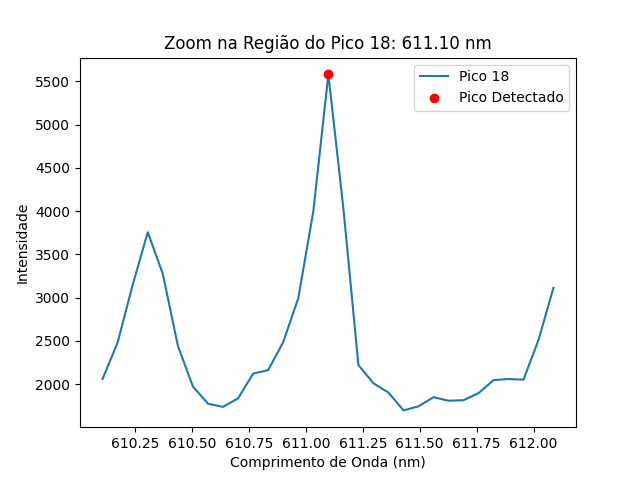 Zoom na Região do Pico 18: 611.10 nm
Pico 18
Pico Detectado
Intensidade
5500
5000
4500
4000
3500
3000
2500
2000
610.25 610.50 610.75 611.00 611.25 611.50 611.75 612.00
Comprimento de Onda (nm)